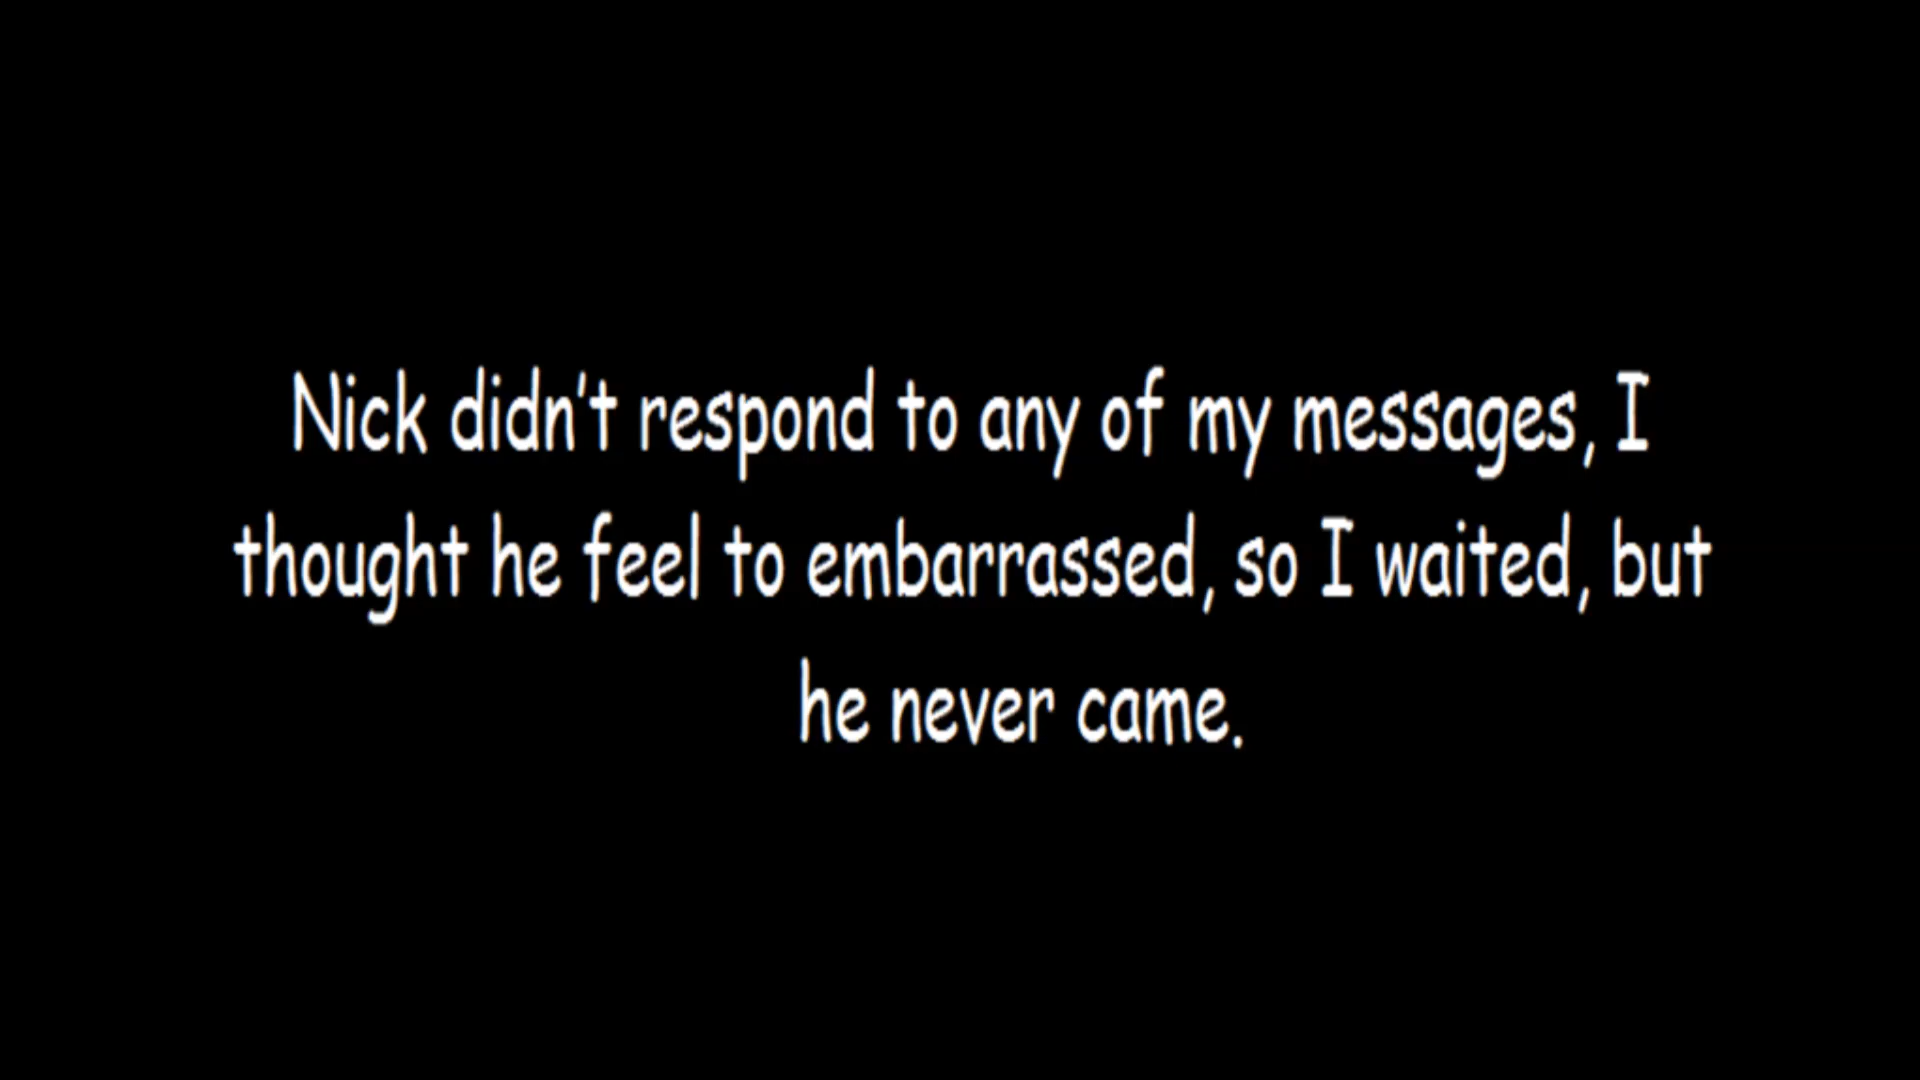 Nick didn't respond to any of my messages, I
thought he feel to embarrassed, so I waited, but
he never came.